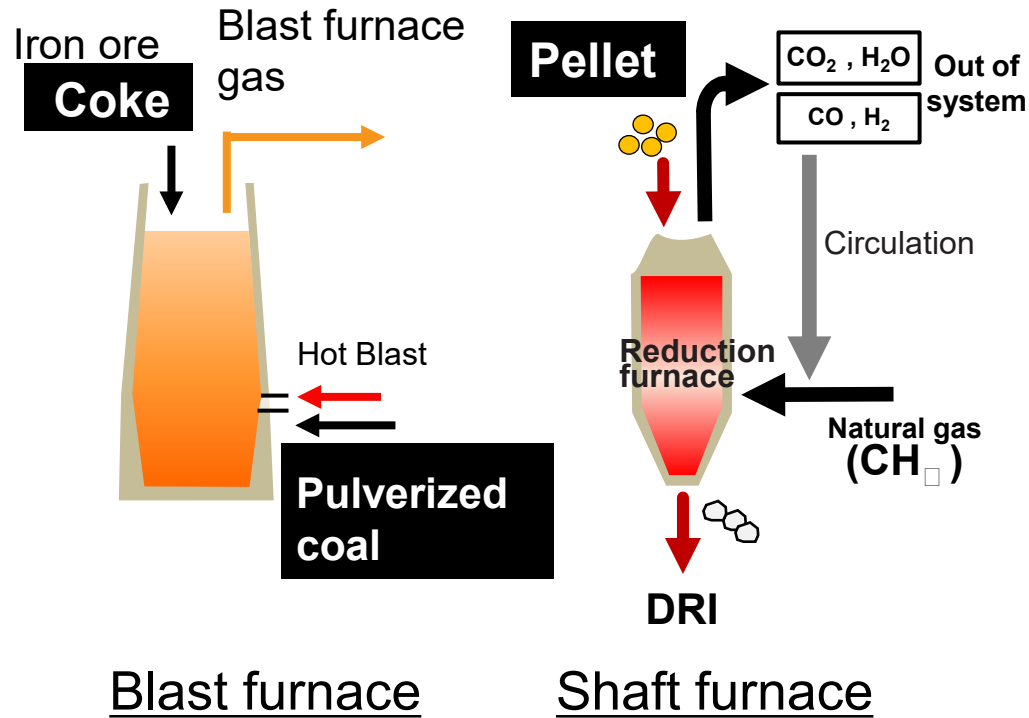 Iron ore
Coke
Blast furnace
gas
Hot Blast
Pulverized
coal
Blast furnace
Pellet
CO₂ , H₂O
CO , H₂
Out of
system
Circulation
Reduction
furnace
Natural gas
(CH□)
DRI
Shaft furnace